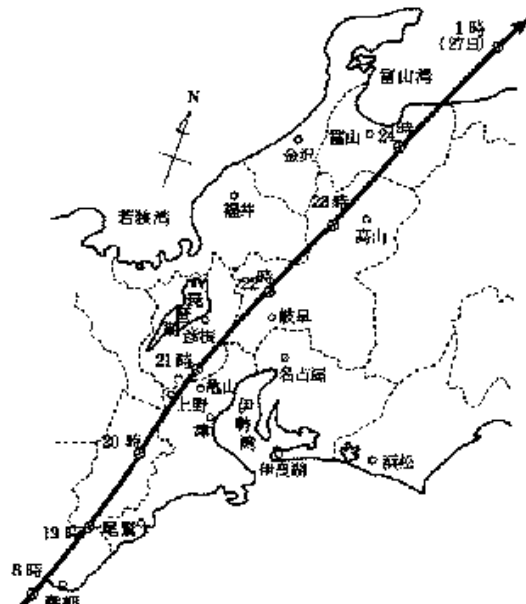 1時
(27日)
富山湾
N
富山
24時
金沢
23時
福井
若狭湾
高山
22時
琵琶湖
彦根
岐阜
21時
名古屋
亀山
上野
伊勢湾
津
20時
伊良湖
浜松
19時
尾鷲
8時